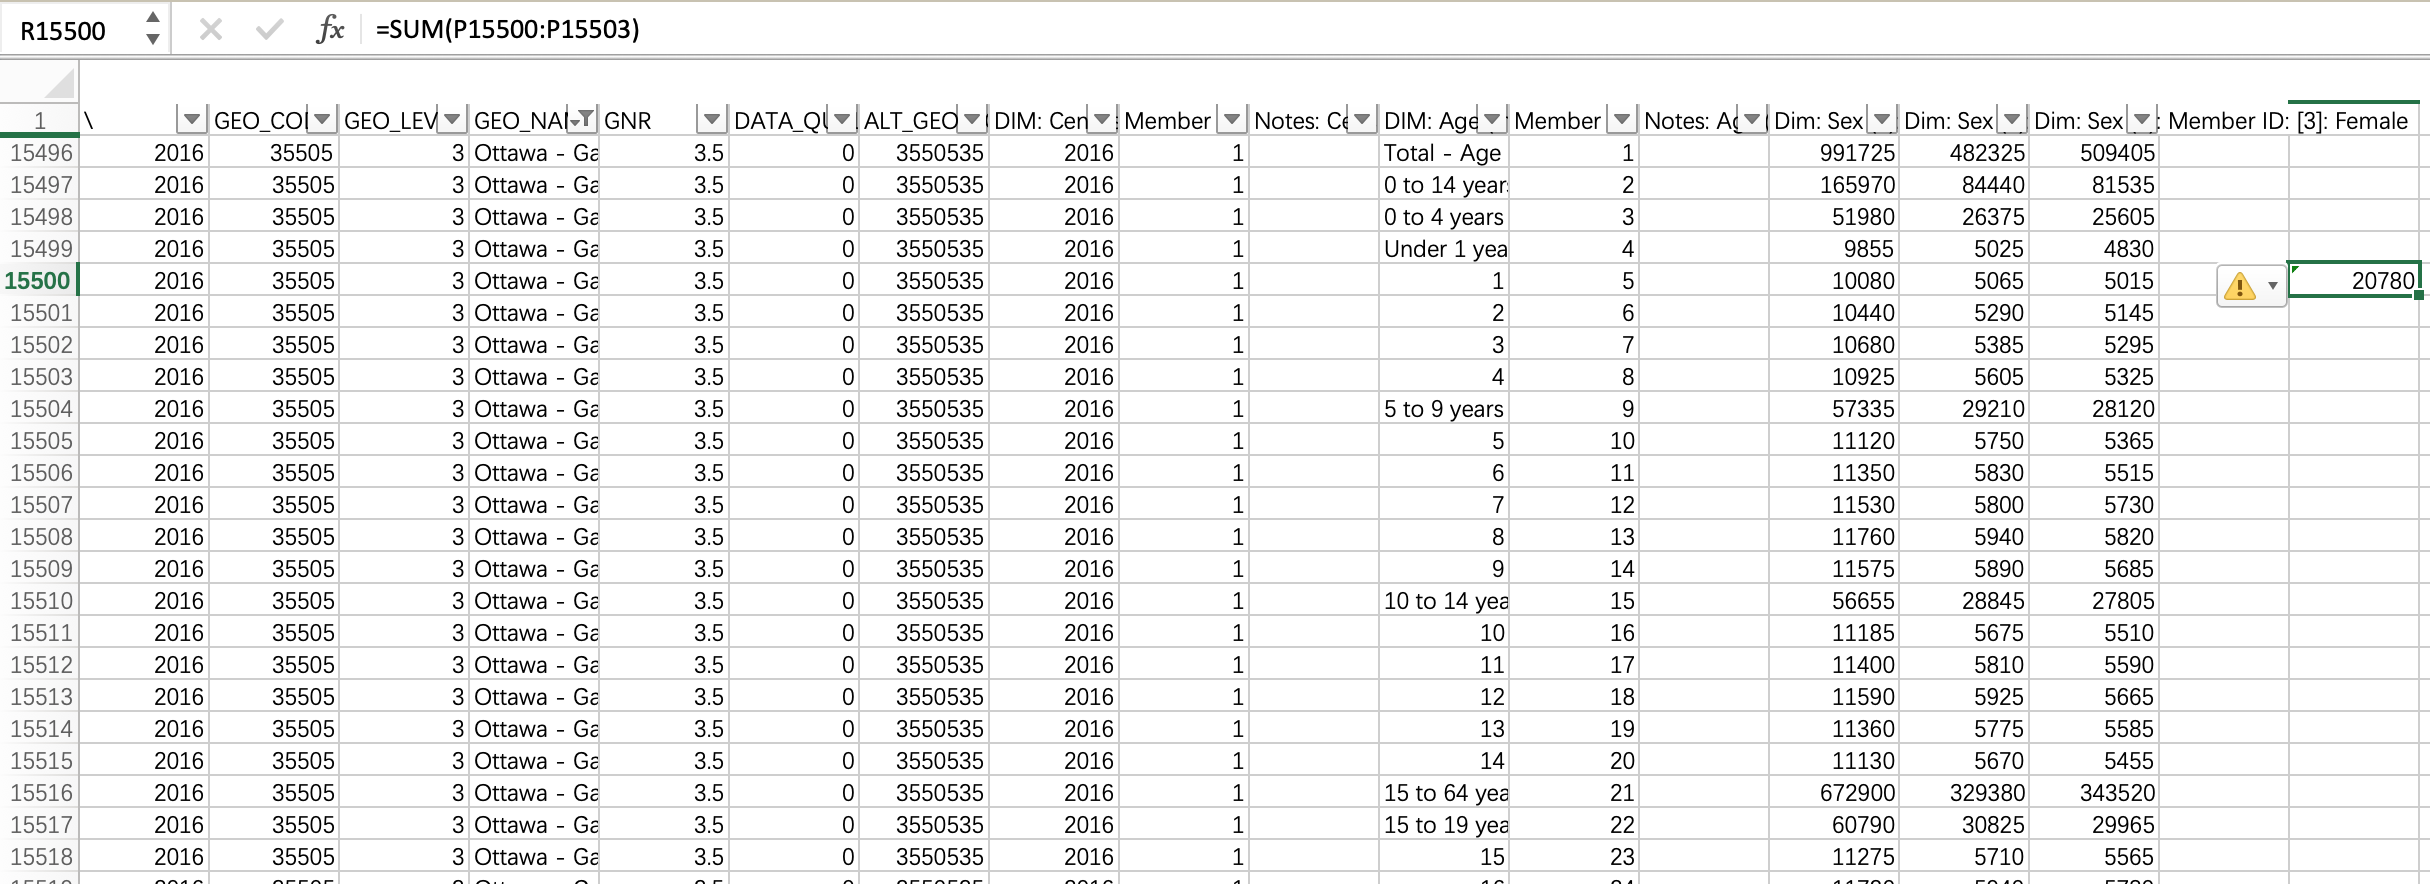 R15500 fx =SUM(P15500:P15503)
1 \ GEO_COI GEO_LEV GEO_NAI GNR DATA_QU ALT_GEO DIM: Cen Member Notes: Ce DIM: Age Member Notes: Ag Dim: Sex Dim: Sex Dim: Sex : Member ID: [3]: Female
15496 2016 35505 3 Ottawa - Ga 3.5 0 3550535 2016 1 Total - Age 1 991725 482325 509405
15497 2016 35505 3 Ottawa - Ga 3.5 0 3550535 2016 1 0 to 14 year 2 165970 84440 81535
15498 2016 35505 3 Ottawa - Ga 3.5 0 3550535 2016 1 0 to 4 years 3 51980 26375 25605
15499 2016 35505 3 Ottawa - Ga 3.5 0 3550535 2016 1 Under 1 yea 4 9855 5025 4830
15500 2016 35505 3 Ottawa - Ga 3.5 0 3550535 2016 1 1 5 10080 5065 5015 20780
15501 2016 35505 3 Ottawa - Ga 3.5 0 3550535 2016 1 2 6 10440 5290 5145
15502 2016 35505 3 Ottawa - Ga 3.5 0 3550535 2016 1 3 7 10680 5385 5295
15503 2016 35505 3 Ottawa - Ga 3.5 0 3550535 2016 1 4 8 10925 5605 5325
15504 2016 35505 3 Ottawa - Ga 3.5 0 3550535 2016 1 5 to 9 years 9 57335 29210 28120
15505 2016 35505 3 Ottawa - Ga 3.5 0 3550535 2016 1 5 10 11120 5750 5365
15506 2016 35505 3 Ottawa - Ga 3.5 0 3550535 2016 1 6 11 11350 5830 5515
15507 2016 35505 3 Ottawa - Ga 3.5 0 3550535 2016 1 7 12 11530 5800 5730
15508 2016 35505 3 Ottawa - Ga 3.5 0 3550535 2016 1 8 13 11760 5940 5820
15509 2016 35505 3 Ottawa - Ga 3.5 0 3550535 2016 1 9 14 11575 5890 5685
15510 2016 35505 3 Ottawa - Ga 3.5 0 3550535 2016 1 10 to 14 yea 15 56655 28845 27805
15511 2016 35505 3 Ottawa - Ga 3.5 0 3550535 2016 1 10 16 11185 5675 5510
15512 2016 35505 3 Ottawa - Ga 3.5 0 3550535 2016 1 11 17 11400 5810 5590
15513 2016 35505 3 Ottawa - Ga 3.5 0 3550535 2016 1 12 18 11590 5925 5665
15514 2016 35505 3 Ottawa - Ga 3.5 0 3550535 2016 1 13 19 11360 5775 5585
15515 2016 35505 3 Ottawa - Ga 3.5 0 3550535 2016 1 14 20 11130 5670 5455
15516 2016 35505 3 Ottawa - Ga 3.5 0 3550535 2016 1 15 to 64 yea 21 672900 329380 343520
15517 2016 35505 3 Ottawa - Ga 3.5 0 3550535 2016 1 15 to 19 yea 22 60790 30825 29965
15518 2016 35505 3 Ottawa - Ga 3.5 0 3550535 2016 1 15 23 11275 5710 5565